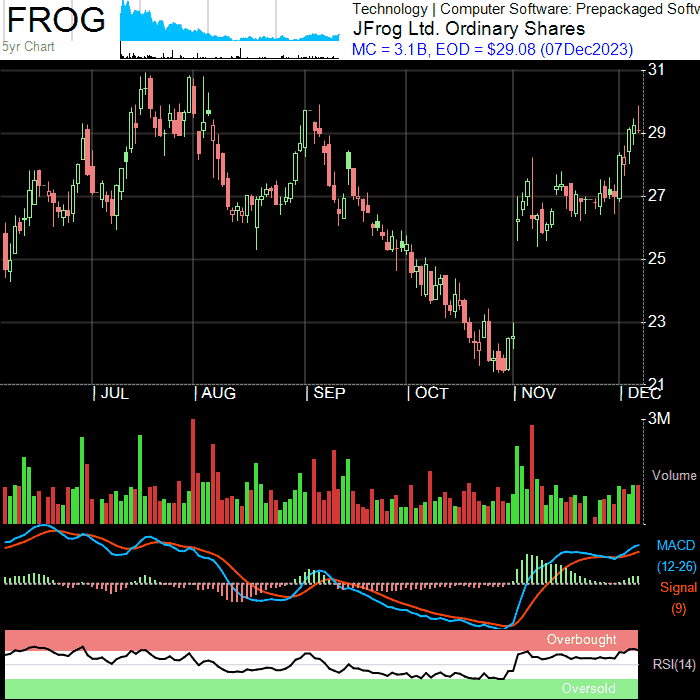 FROG
5yr Chart
Technology | Computer Software: Prepackaged Softw
JFrog Ltd. Ordinary Shares
MC = 3.1B, EOD = $29.08 (07Dec2023)
31
29
27
25
23
21
| JUL | AUG | SEP | OCT | NOV | DEC
3M
Volume
MACD
(12-26)
Signal
(9)
Overbought
RSI(14)
Oversold